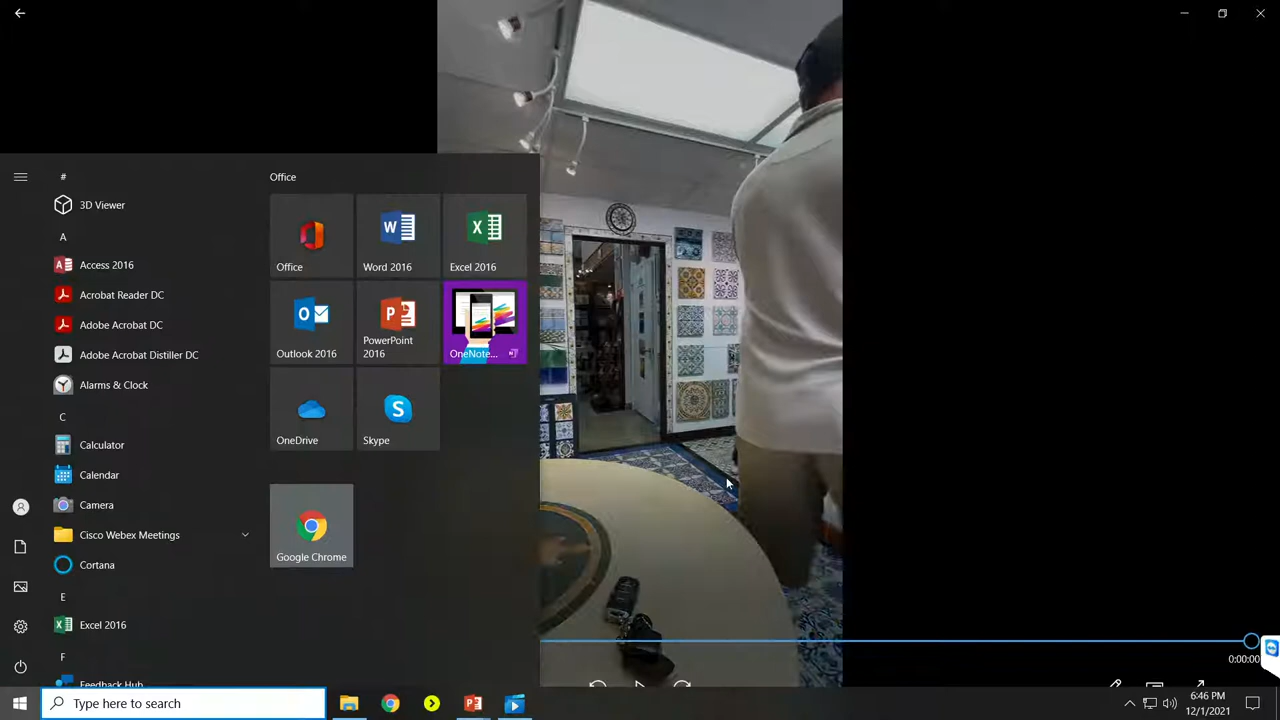 #
3D Viewer
A
Access 2016
Acrobat Reader DC
Adobe Acrobat DC
Adobe Acrobat Distiller DC
Alarms & Clock
C
Calculator
Calendar
Camera
Cisco Webex Meetings
Cortana
E
Excel 2016
F
Feedback Hub
Office
Office
Word 2016
Excel 2016
Outlook 2016
PowerPoint
2016
OneNote...
OneDrive
Skype
Google Chrome
0:00:00
Type here to search
6:46 PM
12/1/2021